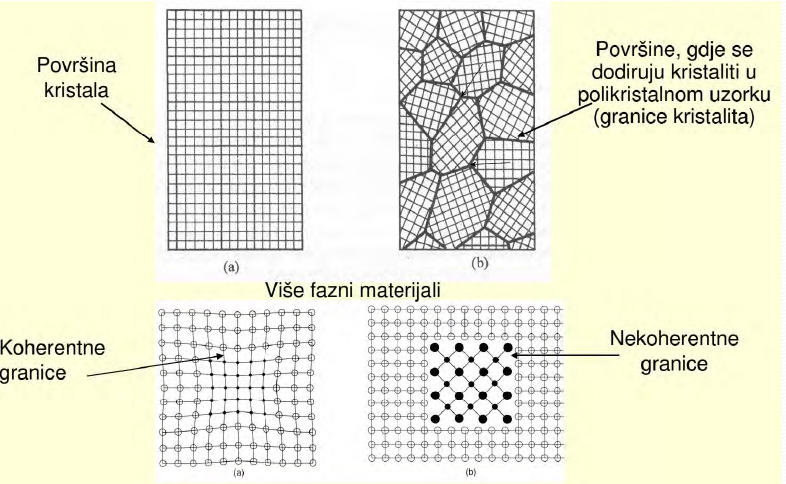 Površina
kristala
Površine, gdje se
dodiruju kristaliti u
polikristalnom uzorku
(granice kristalita)
(a)
(b)
Više fazni materijali
Koherentne
granice
Nekoherentne
granice
(a)
(b)